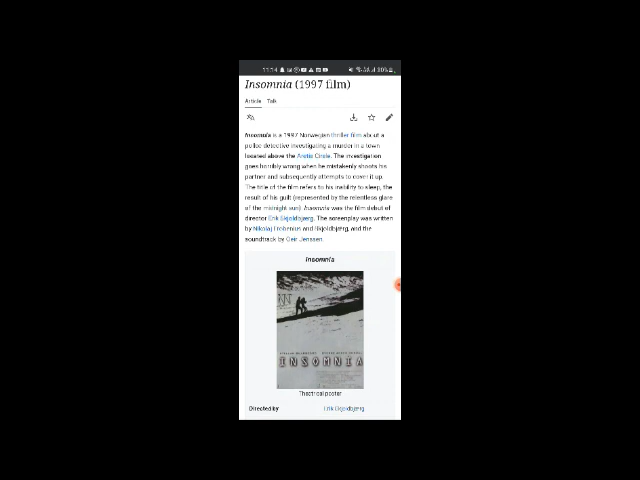 11:14
80%
Insomnia (1997 film)
Article Talk
Insomnia is a 1997 Norwegian thriller film about a
police detective investigating a murder in a town
located above the Arctic Circle. The investigation
goes horribly wrong when he mistakenly shoots his
partner and subsequently attempts to cover it up.
The title of the film refers to his inability to sleep, the
result of his guilt (represented by the relentless glare
of the midnight sun). Insomnia was the film debut of
director Erik Skjoldbjærg. The screenplay was written
by Nikolaj Frobenius and Skjoldbjærg, and the
soundtrack by Geir Jenssen.
Insomnia
INSOMNIA
Theatrical poster
Directed by Erik Skjoldbjærg